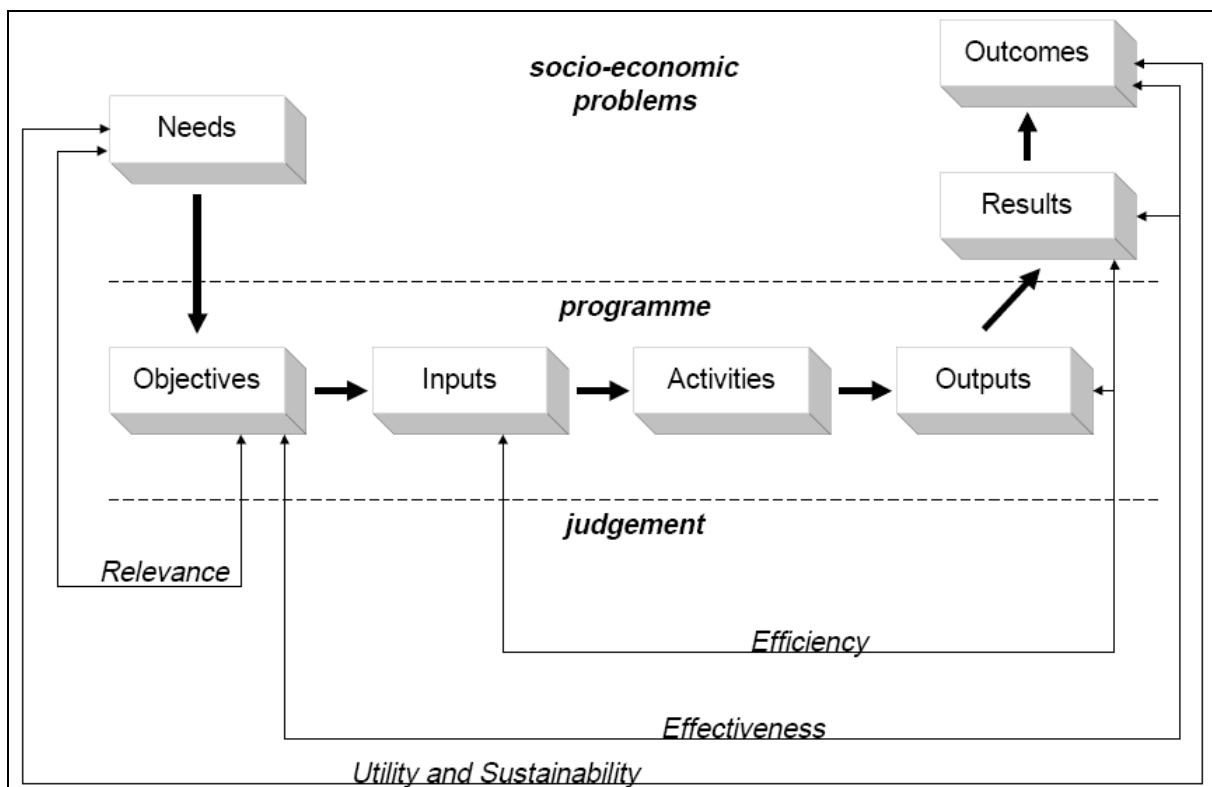 Outcomes
socio-economic
problems
Needs
Results
programme
Objectives
Inputs
Activities
Outputs
judgement
Relevance
Efficiency
Effectiveness
Utility and Sustainability